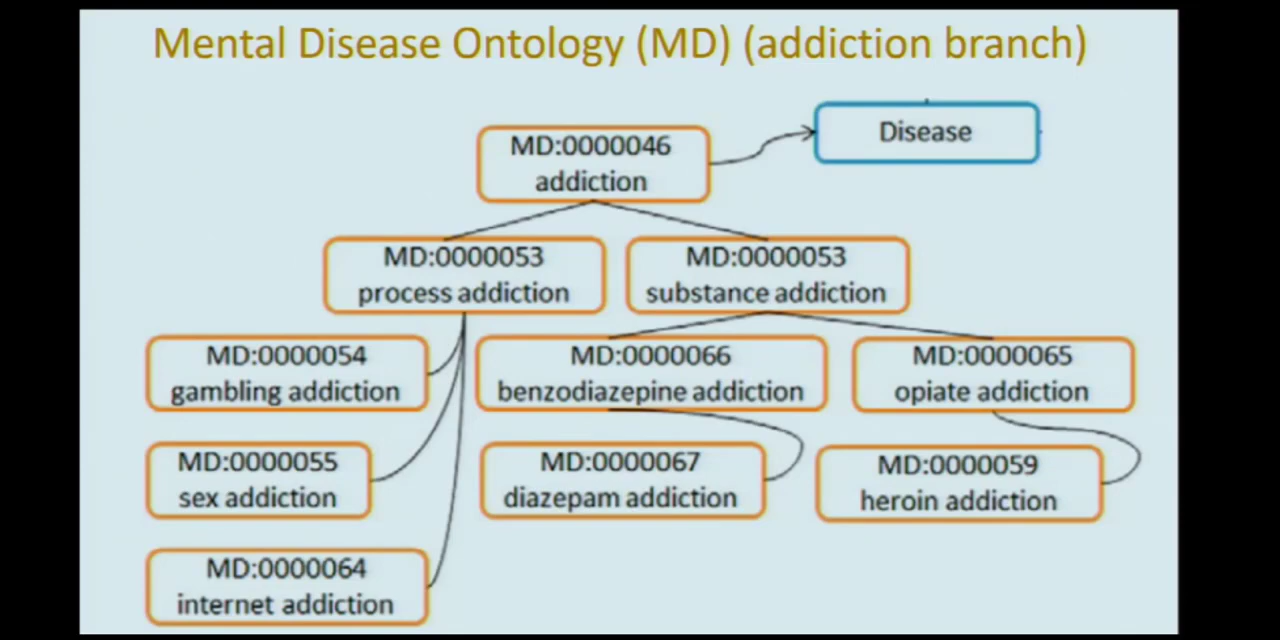 Mental Disease Ontology (MD) (addiction branch)
Disease
MD:0000046
addiction
MD:0000053
process addiction
MD:0000053
substance addiction
MD:0000054
gambling addiction
MD:0000066
benzodiazepine addiction
MD:0000065
opiate addiction
MD:0000055
sex addiction
MD:0000067
diazepam addiction
MD:0000059
heroin addiction
MD:0000064
internet addiction